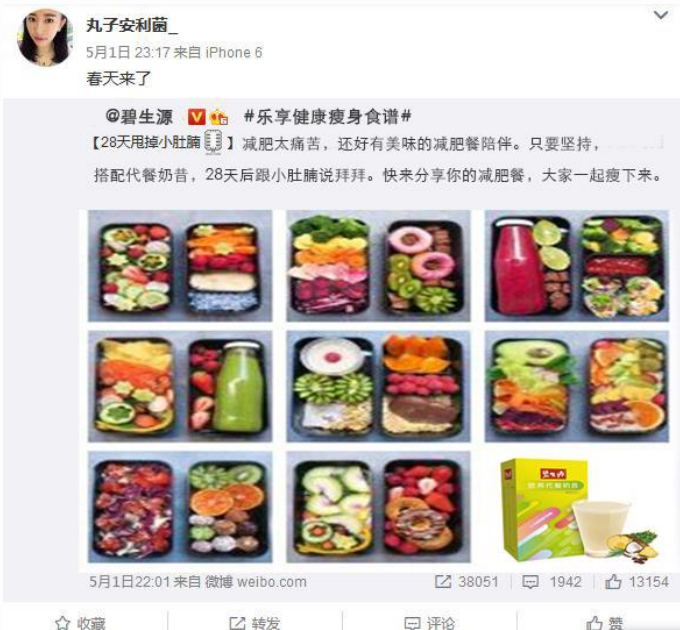 丸子安利菌_
5月1日 23:17 来自 iPhone 6
春天来了
@碧生源 #乐享健康瘦身食谱#
【28天甩掉小肚腩】减肥太痛苦，还好有美味的减肥餐陪伴。只要坚持，
搭配代餐奶昔，28天后跟小肚腩说拜拜。快来分享你的减肥餐，大家一起瘦下来。
碧生源
代餐奶昔
5月1日22:01 来自 微博 weibo.com 38051 1942 13154
收藏 转发 评论 赞